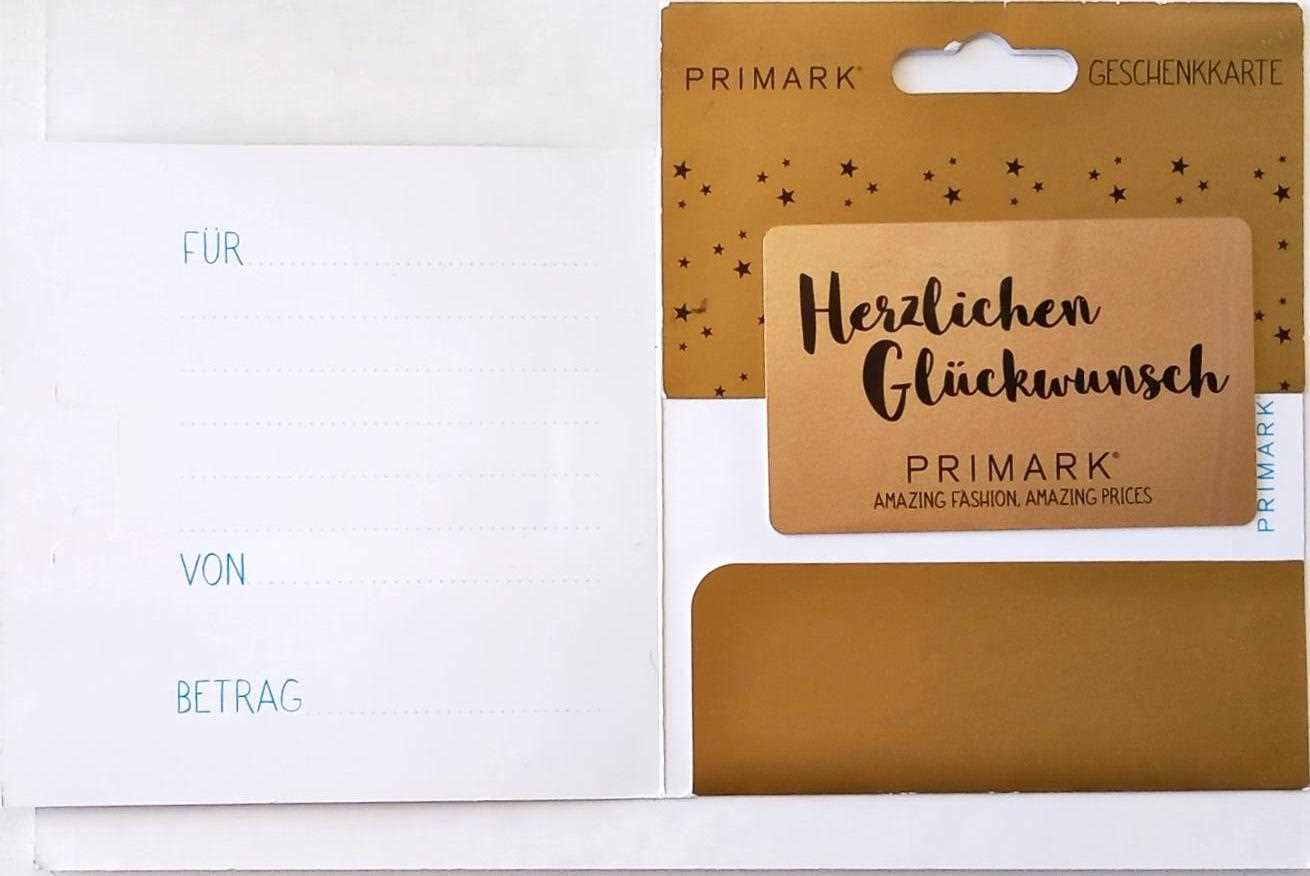 FÜR
VON
BETRAG
PRIMARK®
GESCHENKKARTE
Herzlichen
Glückwunsch
PRIMARK®
AMAZING FASHION, AMAZING PRICES
PRIMARK